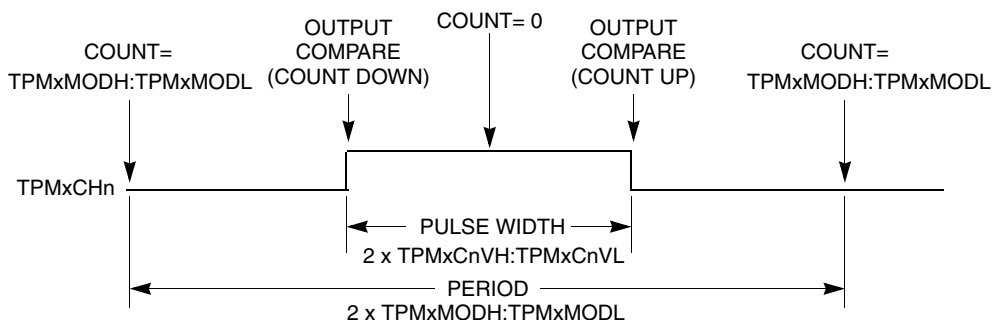 COUNT=
TPMxMODH:TPMxMODL
OUTPUT
COMPARE
(COUNT DOWN)
COUNT= 0
OUTPUT
COMPARE
(COUNT UP)
COUNT=
TPMxMODH:TPMxMODL
TPMxCHn
PULSE WIDTH
2 x TPMxCnVH:TPMxCnVL
PERIOD
2 x TPMxMODH:TPMxMODL